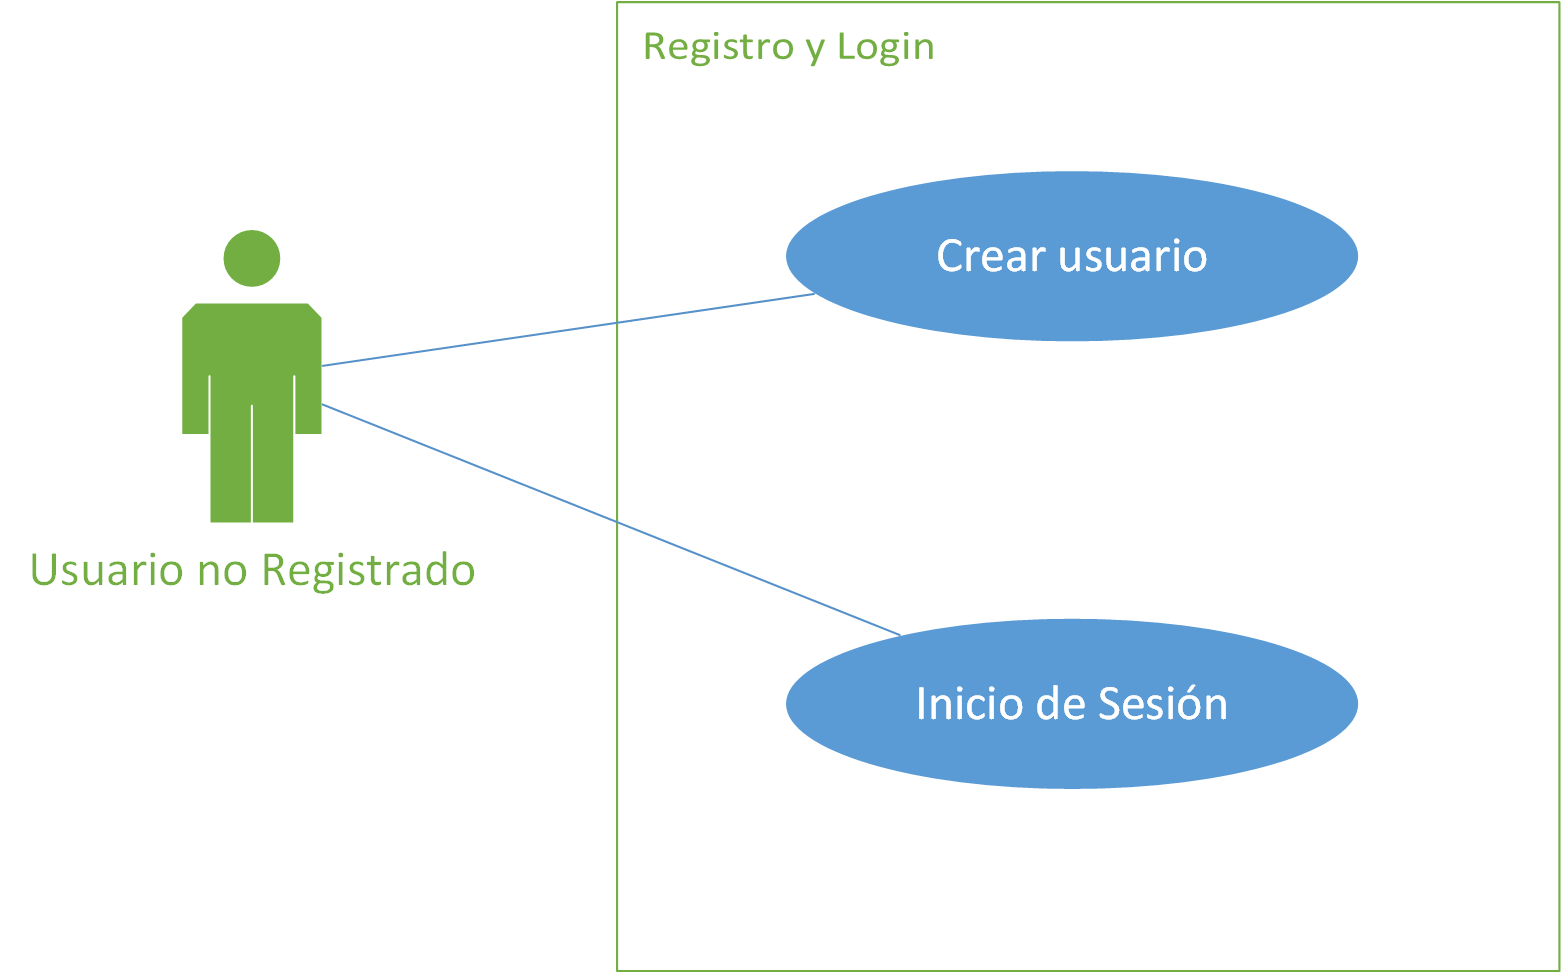 Registro y Login
Crear usuario
Usuario no Registrado
Inicio de Sesión